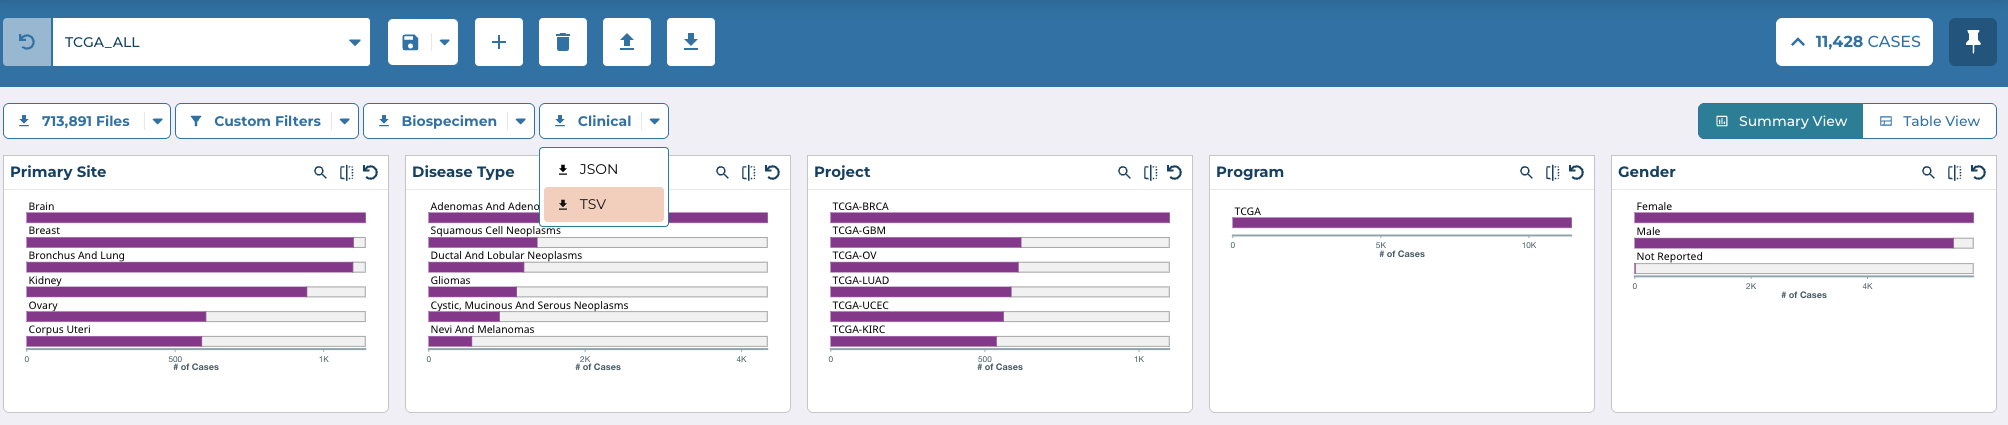 TCGA_ALL
11,428 CASES
713,891 Files
Custom Filters
Biospecimen
Clinical
Summary View
Table View
JSON
TSV
Primary Site
Brain
Breast
Bronchus And Lung
Kidney
Ovary
Corpus Uteri
0 500 1K
# of Cases
Disease Type
Adenomas And Adeno
Squamous Cell Neoplasms
Ductal And Lobular Neoplasms
Gliomas
Cystic, Mucinous And Serous Neoplasms
Nevi And Melanomas
0 2K 4K
# of Cases
Project
TCGA-BRCA
TCGA-GBM
TCGA-OV
TCGA-LUAD
TCGA-UCEC
TCGA-KIRC
0 500 1K
# of Cases
Program
TCGA
0 5K 10K
# of Cases
Gender
Female
Male
Not Reported
0 2K 4K
# of Cases